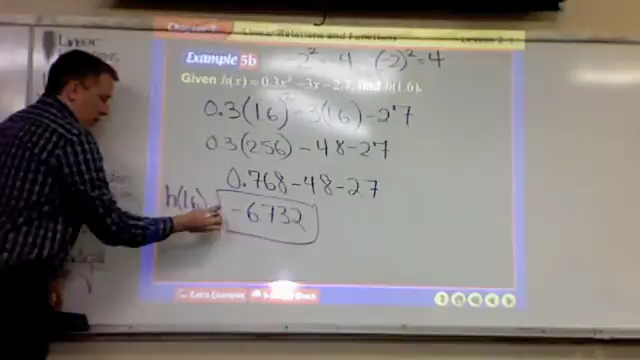 Linear Relations and Functions
-2² = -4 (-2)² = 4
Example 5b
Given h(x) = 0.3x² − 3x − 2.7, find h(1.6).
0.3(1.6)² - 3(1.6) - 2.7
0.3(2.56) - 4.8 - 2.7
0.768 - 4.8 - 2.7
h(1.6) = -6.732
Extra Examples